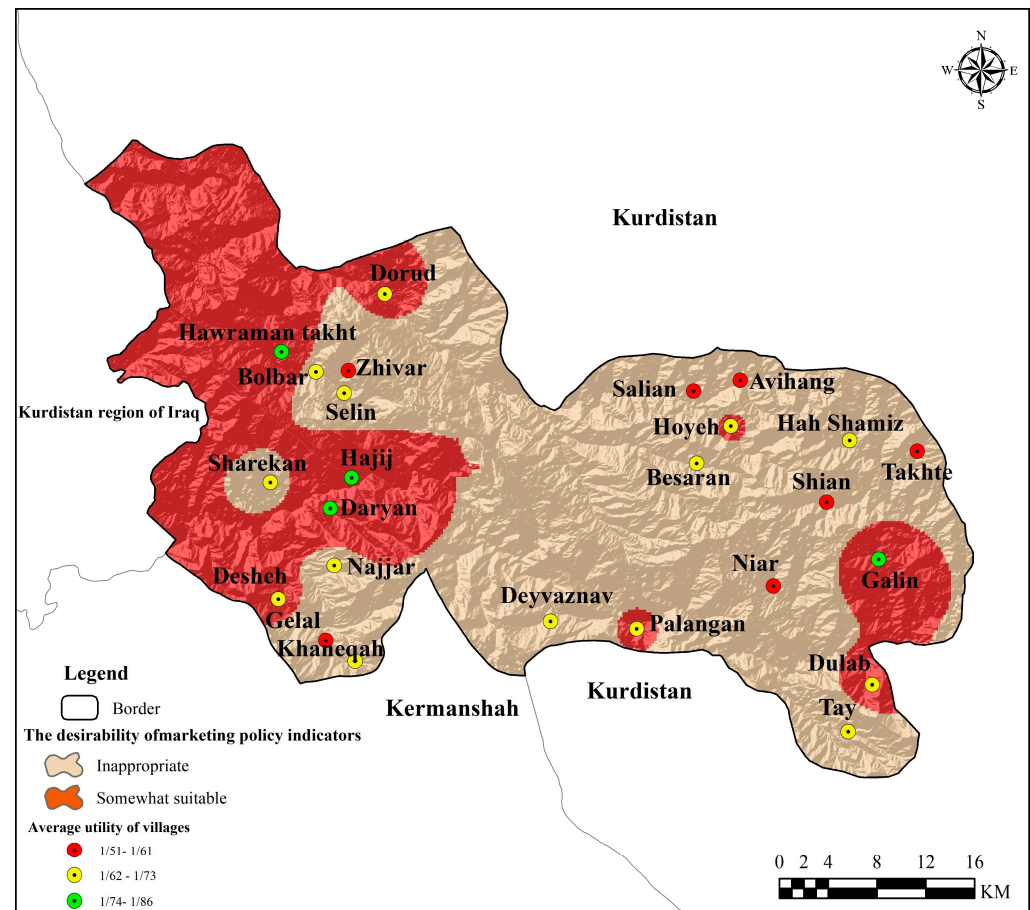 N
W E
S
Kurdistan
Dorud
Hawraman takht
Bolbar
Zhivar
Selin
Salian
Avihang
Kurdistan region of Iraq
Hoyeh
Hah Shamiz
Sharekan
Hajij
Besaran
Takhte
Shian
Daryan
Najjar
Niar
Galin
Desheh
Deyvaznav
Gelal
Palangan
Khaneqah
Dulab
Kurdistan
Kermanshah
Tay
Legend
Border
The desirability ofmarketing policy indicators
Inappropriate
Somewhat suitable
Average utility of villages
1/51- 1/61
1/62 - 1/73
1/74- 1/86
0 2 4 8 12 16
KM